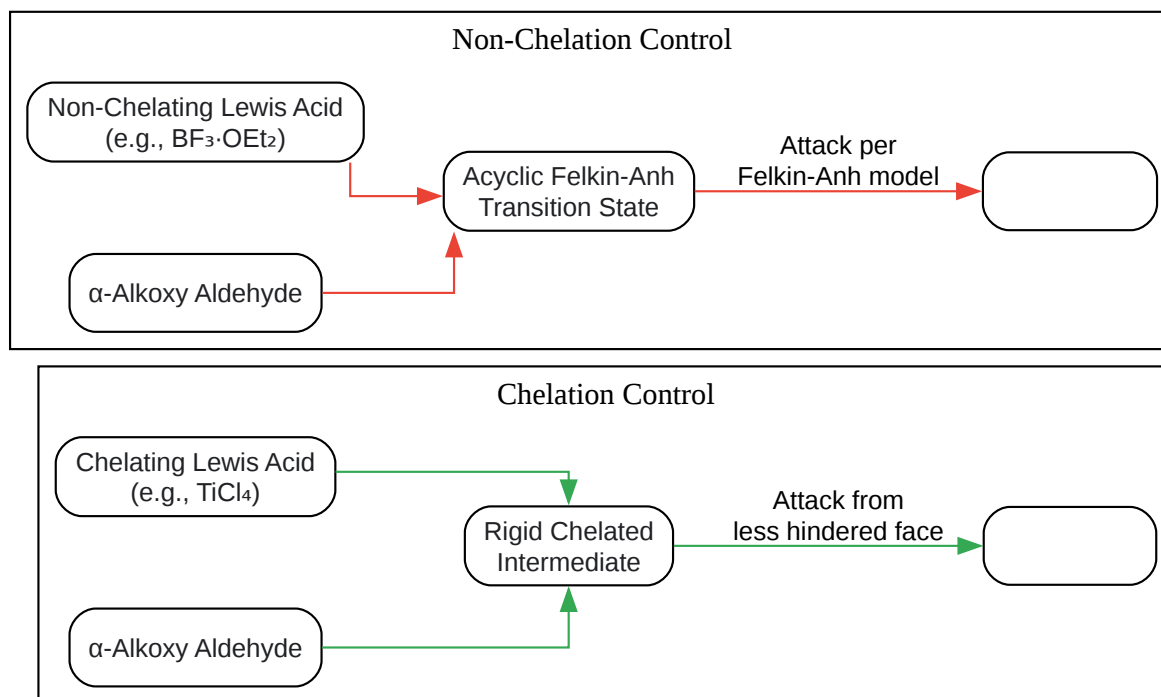 Non-Chelation Control
Non-Chelating Lewis Acid
(e.g., BF₃·OEt₂)
Acyclic Felkin-Anh
Transition State
Attack per
Felkin-Anh model
α-Alkoxy Aldehyde
Chelation Control
Chelating Lewis Acid
(e.g., TiCl₄)
Rigid Chelated
Intermediate
Attack from
less hindered face
α-Alkoxy Aldehyde